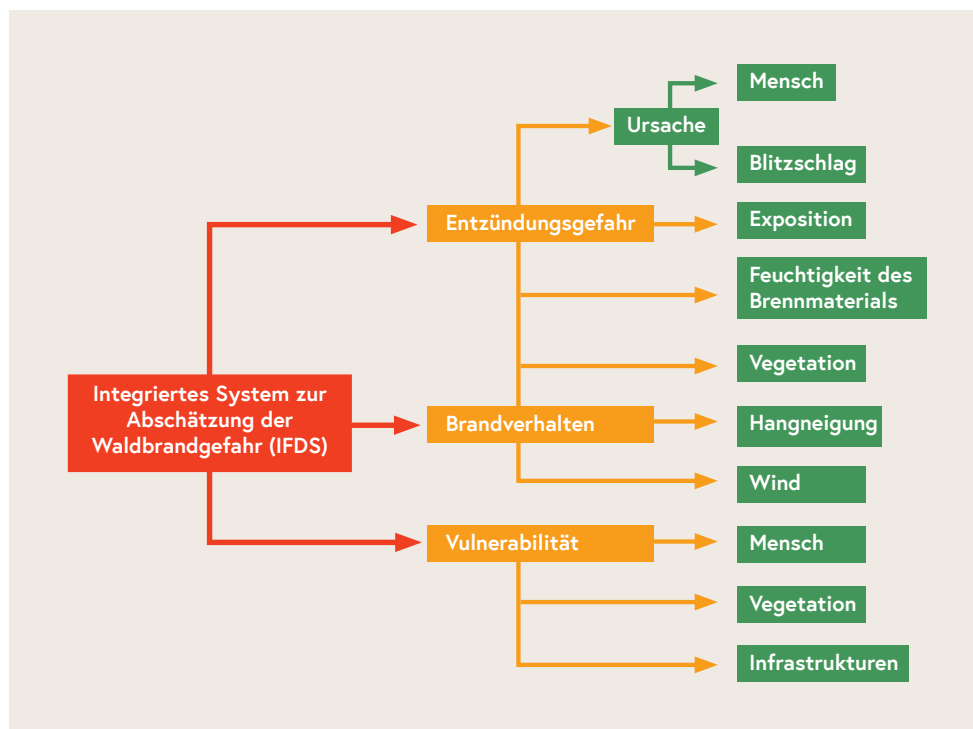 Mensch
Ursache
Blitzschlag
Entzündungsgefahr
Exposition
Feuchtigkeit des
Brennmaterials
Vegetation
Integriertes System zur
Abschätzung der
Waldbrandgefahr (IFDS)
Brandverhalten
Hangneigung
Wind
Vulnerabilität
Mensch
Vegetation
Infrastrukturen